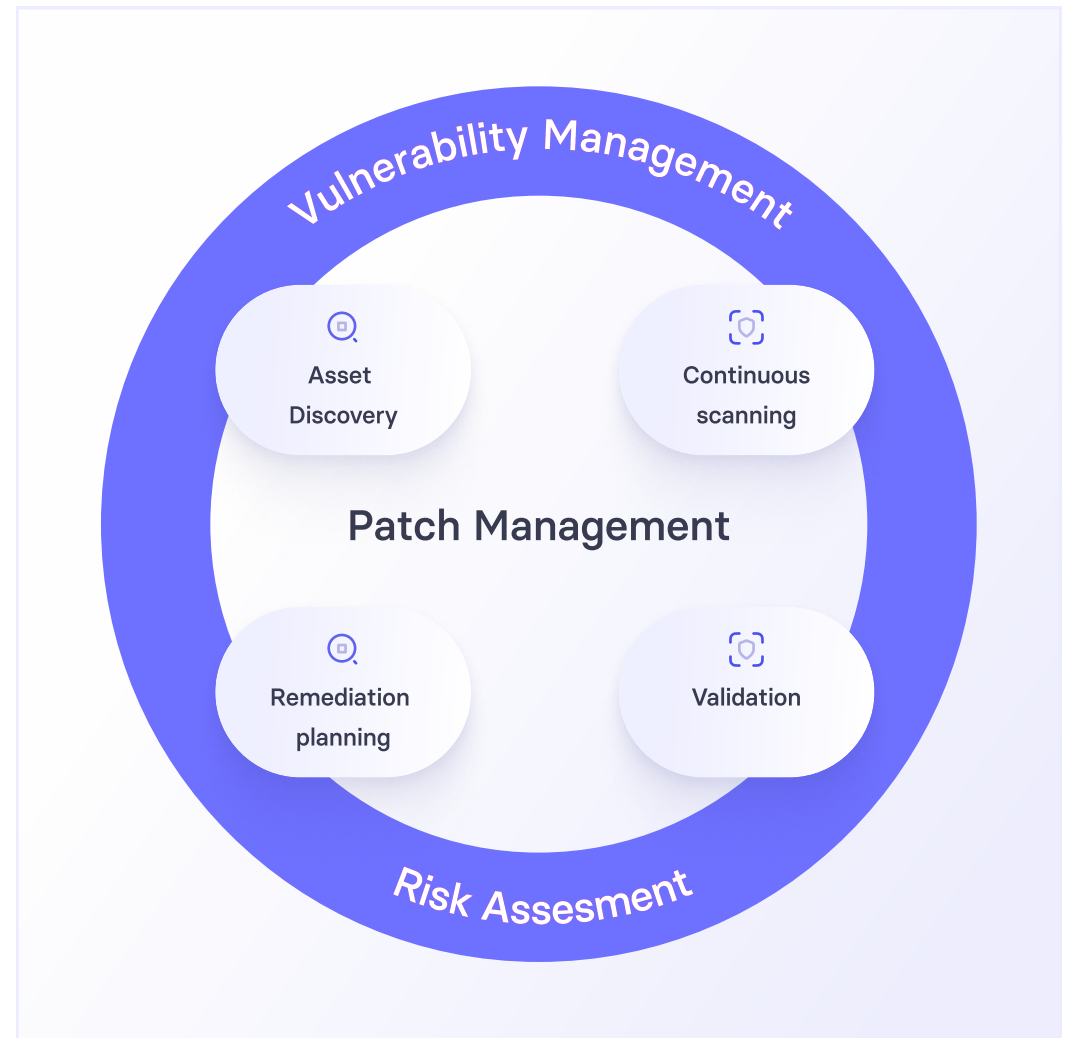 Vulnerability Management
Asset
Discovery
Continuous
scanning
Patch Management
Remediation
planning
Validation
Risk Assesment